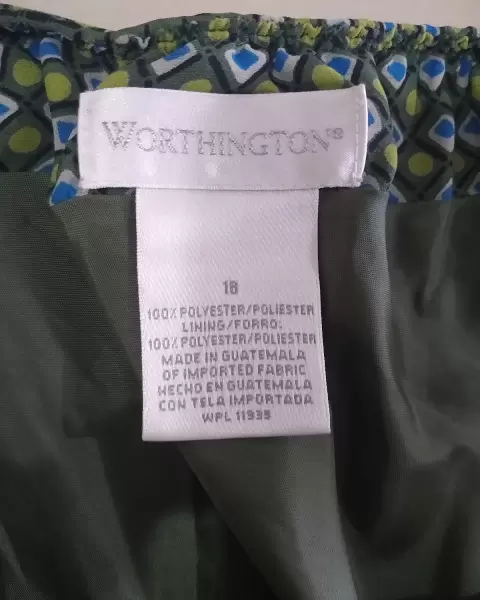 WORTHINGTON®
18
100% POLYESTER/POLIESTER
LINING/FORRO:
100% POLYESTER/POLIESTER
MADE IN GUATEMALA
OF IMPORTED FABRIC
HECHO EN GUATEMALA
CON TELA IMPORTADA
WPL 11935